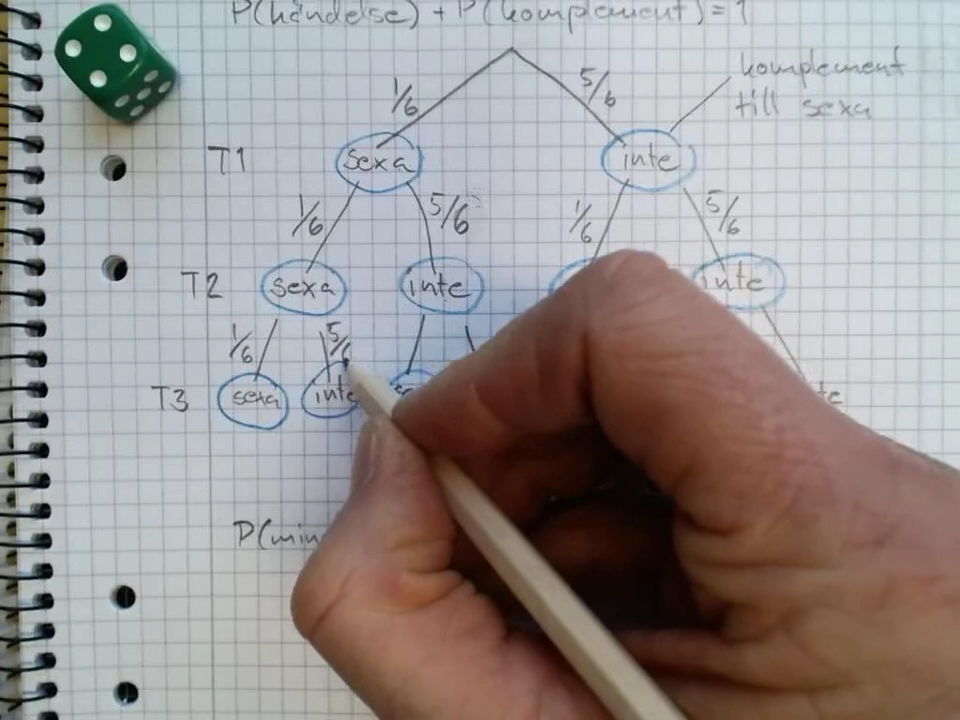 P(händelse) + P(komplement) = 1
1/6 5/6 komplement
till sexa
T1 sexa inte
1/6 5/6 1/6 5/6
T2 sexa inte inte
1/6 5/6
T3 sexa inte
P(min